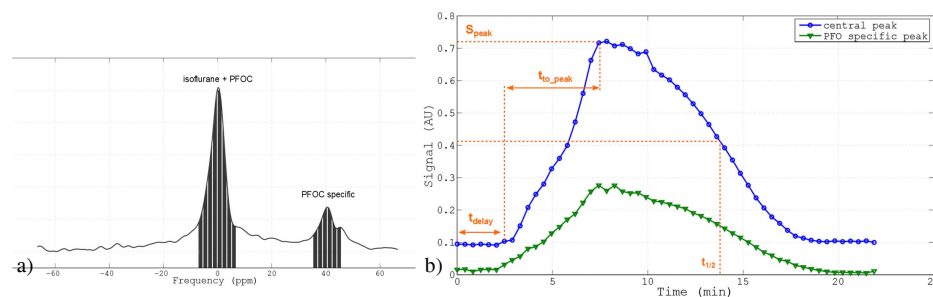 a)
isoflurane + PFOC
PFOC specific
−60
−40
−20
0
20
40
60
Frequency (ppm)
b)
central peak
PFO specific peak
0.8
0.7
0.6
0.5
0.4
0.3
0.2
0.1
0
Signal (AU)
S_peak
t_to_peak
t_delay
t_1/2
0
5
10
15
20
25
Time (min)